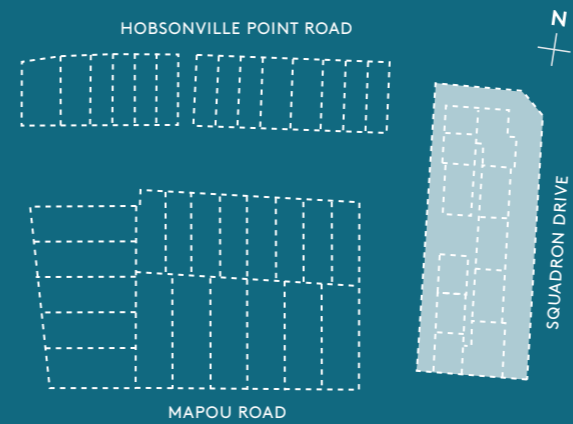 HOBSONVILLE POINT ROAD
N
SQUADRON DRIVE
MAPOU ROAD